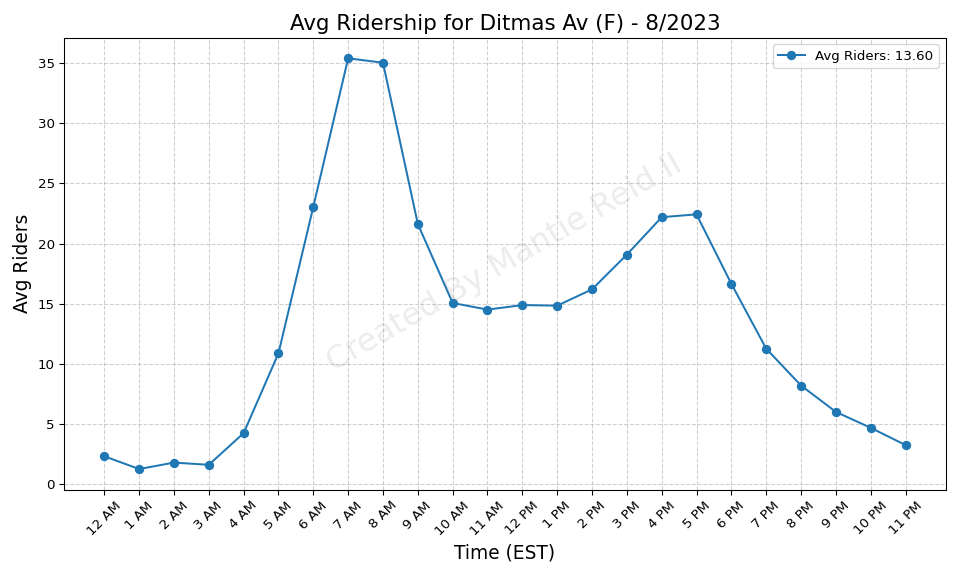 Avg Ridership for Ditmas Av (F) - 8/2023
Avg Riders: 13.60
35
30
25
20
15
10
5
0
Avg Riders
Created By Mantie Reid II
12 AM
1 AM
2 AM
3 AM
4 AM
5 AM
6 AM
7 AM
8 AM
9 AM
10 AM
11 AM
12 PM
1 PM
2 PM
3 PM
4 PM
5 PM
6 PM
7 PM
8 PM
9 PM
10 PM
11 PM
Time (EST)